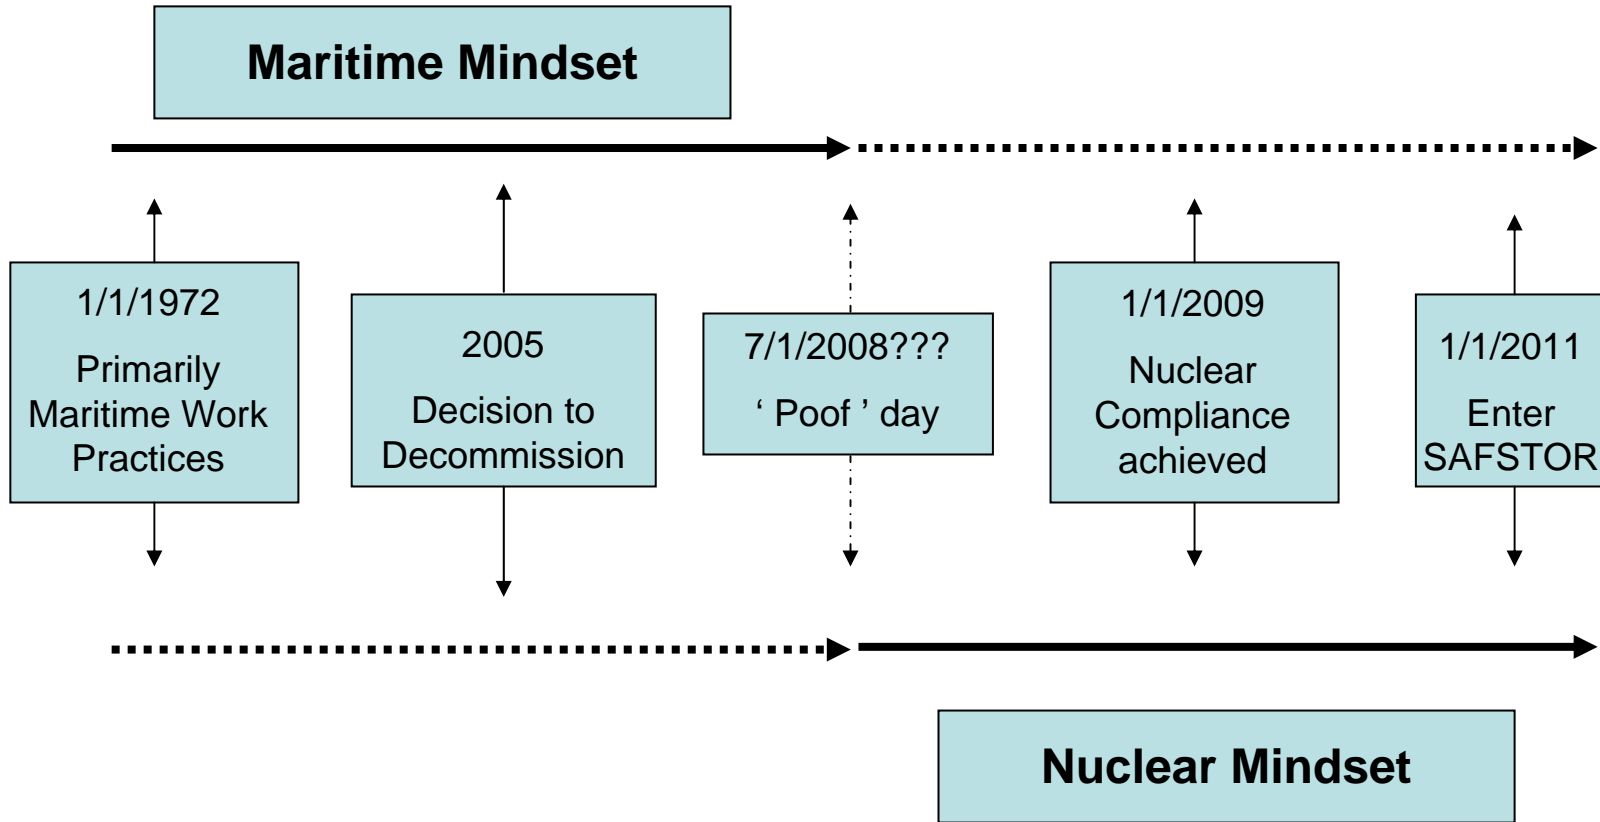 Maritime Mindset
1/1/1972
Primarily
Maritime Work
Practices
2005
Decision to
Decommission
7/1/2008???
‘ Poof ’ day
1/1/2009
Nuclear
Compliance
achieved
1/1/2011
Enter
SAFSTOR
Nuclear Mindset